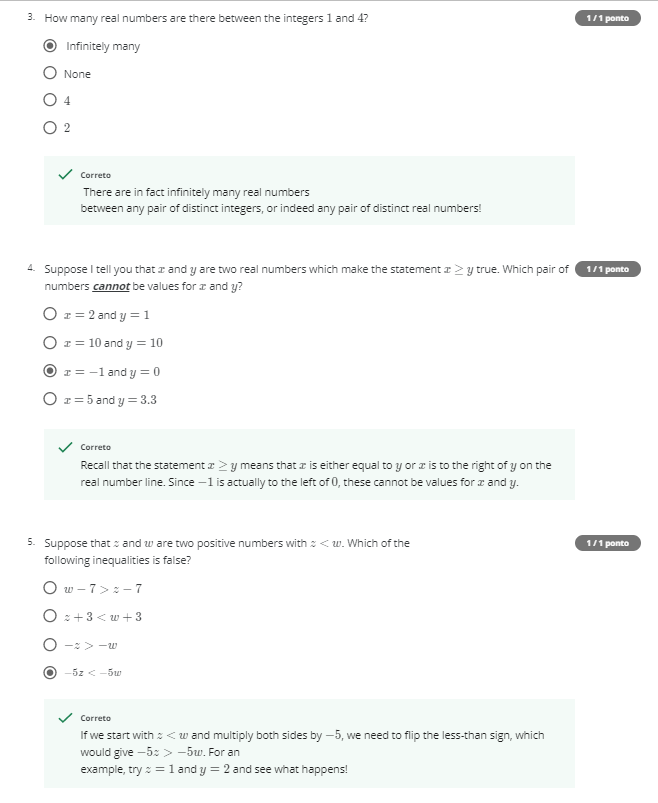 3. How many real numbers are there between the integers 1 and 4?
1 / 1 ponto
Infinitely many
None
4
2
Correto
There are in fact infinitely many real numbers
between any pair of distinct integers, or indeed any pair of distinct real numbers!
4. Suppose I tell you that x and y are two real numbers which make the statement x ≥ y true. Which pair of
1 / 1 ponto
numbers cannot be values for x and y?
x = 2 and y = 1
x = 10 and y = 10
x = −1 and y = 0
x = 5 and y = 3.3
Correto
Recall that the statement x ≥ y means that x is either equal to y or x is to the right of y on the
real number line. Since −1 is actually to the left of 0, these cannot be values for x and y.
5. Suppose that z and w are two positive numbers with z < w. Which of the
1 / 1 ponto
following inequalities is false?
w − 7 > z − 7
z + 3 < w + 3
−z > −w
−5z < −5w
Correto
If we start with z < w and multiply both sides by −5, we need to flip the less-than sign, which
would give −5z > −5w. For an
example, try z = 1 and y = 2 and see what happens!